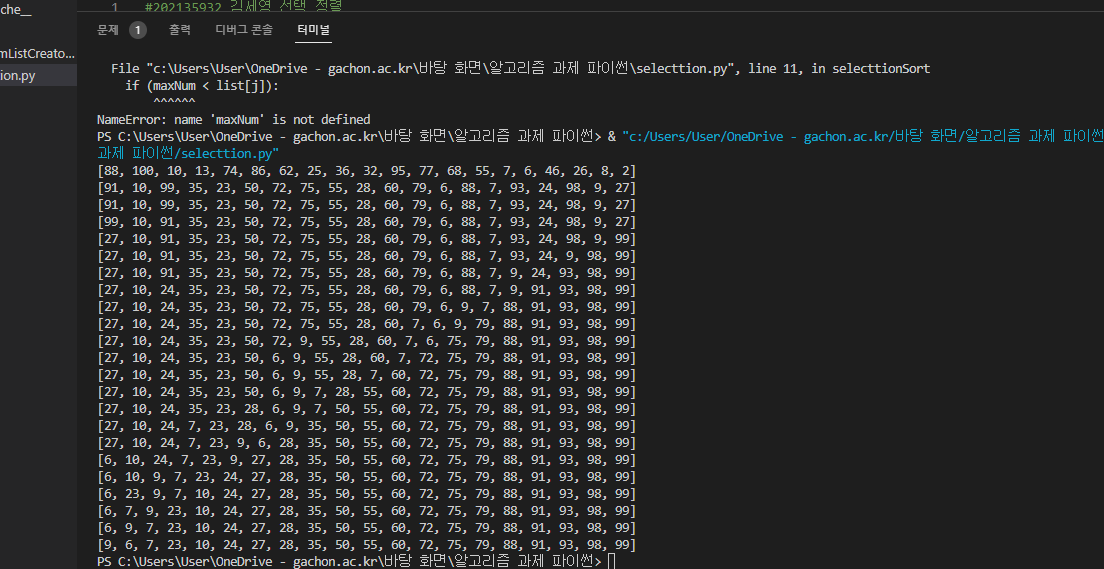 che__
1 #202135932 김세영 선택 정렬
문제 1 출력 디버그 콘솔 터미널
mListCreato...
ion.py
File "c:\Users\User\OneDrive - gachon.ac.kr\바탕 화면\알고리즘 과제 파이썬\selecttion.py", line 11, in selecttionSort
if (maxNum < list[j]):
^^^^^^
NameError: name 'maxNum' is not defined
PS C:\Users\User\OneDrive - gachon.ac.kr\바탕 화면\알고리즘 과제 파이썬> & "c:/Users/User/OneDrive - gachon.ac.kr/바탕 화면/알고리즘 과제 파이썬
과제 파이썬/selecttion.py"
[88, 100, 10, 13, 74, 86, 62, 25, 36, 32, 95, 77, 68, 55, 7, 6, 46, 26, 8, 2]
[91, 10, 99, 35, 23, 50, 72, 75, 55, 28, 60, 79, 6, 88, 7, 93, 24, 98, 9, 27]
[91, 10, 99, 35, 23, 50, 72, 75, 55, 28, 60, 79, 6, 88, 7, 93, 24, 98, 9, 27]
[99, 10, 91, 35, 23, 50, 72, 75, 55, 28, 60, 79, 6, 88, 7, 93, 24, 98, 9, 27]
[27, 10, 91, 35, 23, 50, 72, 75, 55, 28, 60, 79, 6, 88, 7, 93, 24, 98, 9, 99]
[27, 10, 91, 35, 23, 50, 72, 75, 55, 28, 60, 79, 6, 88, 7, 93, 24, 9, 98, 99]
[27, 10, 91, 35, 23, 50, 72, 75, 55, 28, 60, 79, 6, 88, 7, 9, 24, 93, 98, 99]
[27, 10, 24, 35, 23, 50, 72, 75, 55, 28, 60, 79, 6, 88, 7, 9, 91, 93, 98, 99]
[27, 10, 24, 35, 23, 50, 72, 75, 55, 28, 60, 79, 6, 9, 7, 88, 91, 93, 98, 99]
[27, 10, 24, 35, 23, 50, 72, 75, 55, 28, 60, 7, 6, 9, 79, 88, 91, 93, 98, 99]
[27, 10, 24, 35, 23, 50, 72, 9, 55, 28, 60, 7, 6, 75, 79, 88, 91, 93, 98, 99]
[27, 10, 24, 35, 23, 50, 6, 9, 55, 28, 60, 7, 72, 75, 79, 88, 91, 93, 98, 99]
[27, 10, 24, 35, 23, 50, 6, 9, 55, 28, 7, 60, 72, 75, 79, 88, 91, 93, 98, 99]
[27, 10, 24, 35, 23, 50, 6, 9, 7, 28, 55, 60, 72, 75, 79, 88, 91, 93, 98, 99]
[27, 10, 24, 35, 23, 28, 6, 9, 7, 50, 55, 60, 72, 75, 79, 88, 91, 93, 98, 99]
[27, 10, 24, 7, 23, 28, 6, 9, 35, 50, 55, 60, 72, 75, 79, 88, 91, 93, 98, 99]
[27, 10, 24, 7, 23, 9, 6, 28, 35, 50, 55, 60, 72, 75, 79, 88, 91, 93, 98, 99]
[6, 10, 24, 7, 23, 9, 27, 28, 35, 50, 55, 60, 72, 75, 79, 88, 91, 93, 98, 99]
[6, 10, 9, 7, 23, 24, 27, 28, 35, 50, 55, 60, 72, 75, 79, 88, 91, 93, 98, 99]
[6, 23, 9, 7, 10, 24, 27, 28, 35, 50, 55, 60, 72, 75, 79, 88, 91, 93, 98, 99]
[6, 7, 9, 23, 10, 24, 27, 28, 35, 50, 55, 60, 72, 75, 79, 88, 91, 93, 98, 99]
[6, 9, 7, 23, 10, 24, 27, 28, 35, 50, 55, 60, 72, 75, 79, 88, 91, 93, 98, 99]
[9, 6, 7, 23, 10, 24, 27, 28, 35, 50, 55, 60, 72, 75, 79, 88, 91, 93, 98, 99]
PS C:\Users\User\OneDrive - gachon.ac.kr\바탕 화면\알고리즘 과제 파이썬>